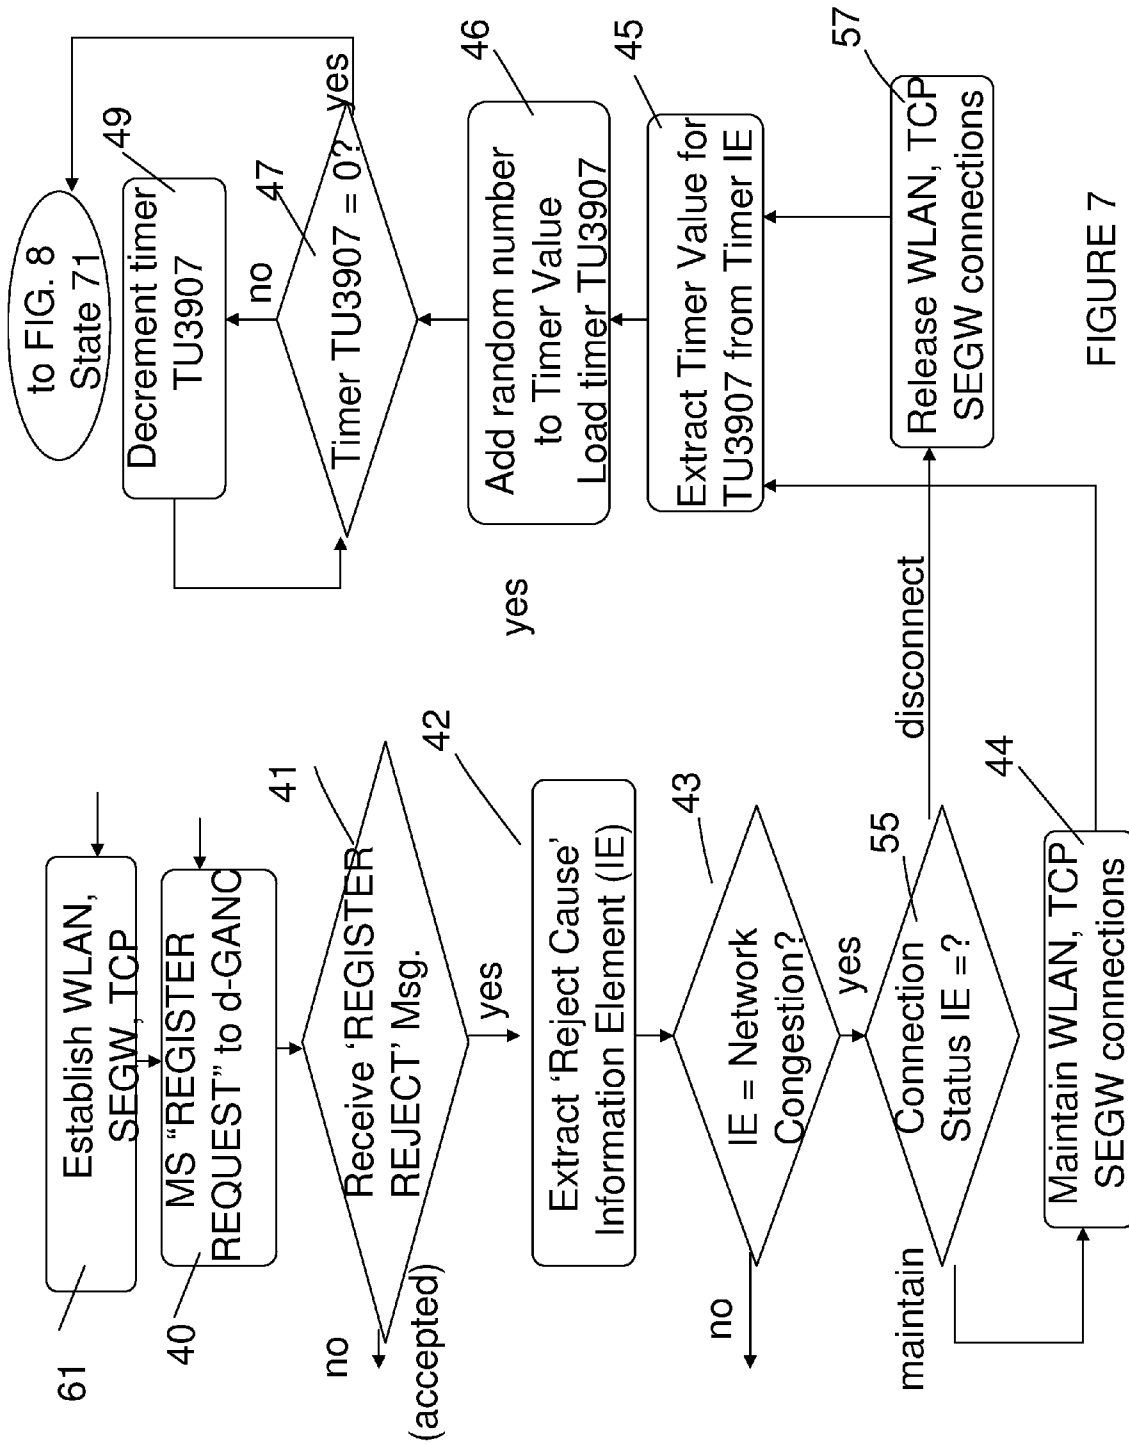 61
Establish WLAN,
SEGW, TCP
40
MS “REGISTER
REQUEST” to d-GANC
41
Receive ‘REGISTER
REJECT’ Msg.
no
(accepted)
yes
42
Extract ‘Reject Cause’
Information Element (IE)
43
IE = Network
Congestion?
no
yes
55
Connection
Status IE =?
maintain
disconnect
44
Maintain WLAN, TCP
SEGW connections
57
Release WLAN, TCP
SEGW connections
45
Extract Timer Value for
TU3907 from Timer IE
46
Add random number
to Timer Value
Load timer TU3907
yes
47
Timer TU3907 = 0?
no
yes
49
Decrement timer
TU3907
to FIG. 8
State 71
FIGURE 7